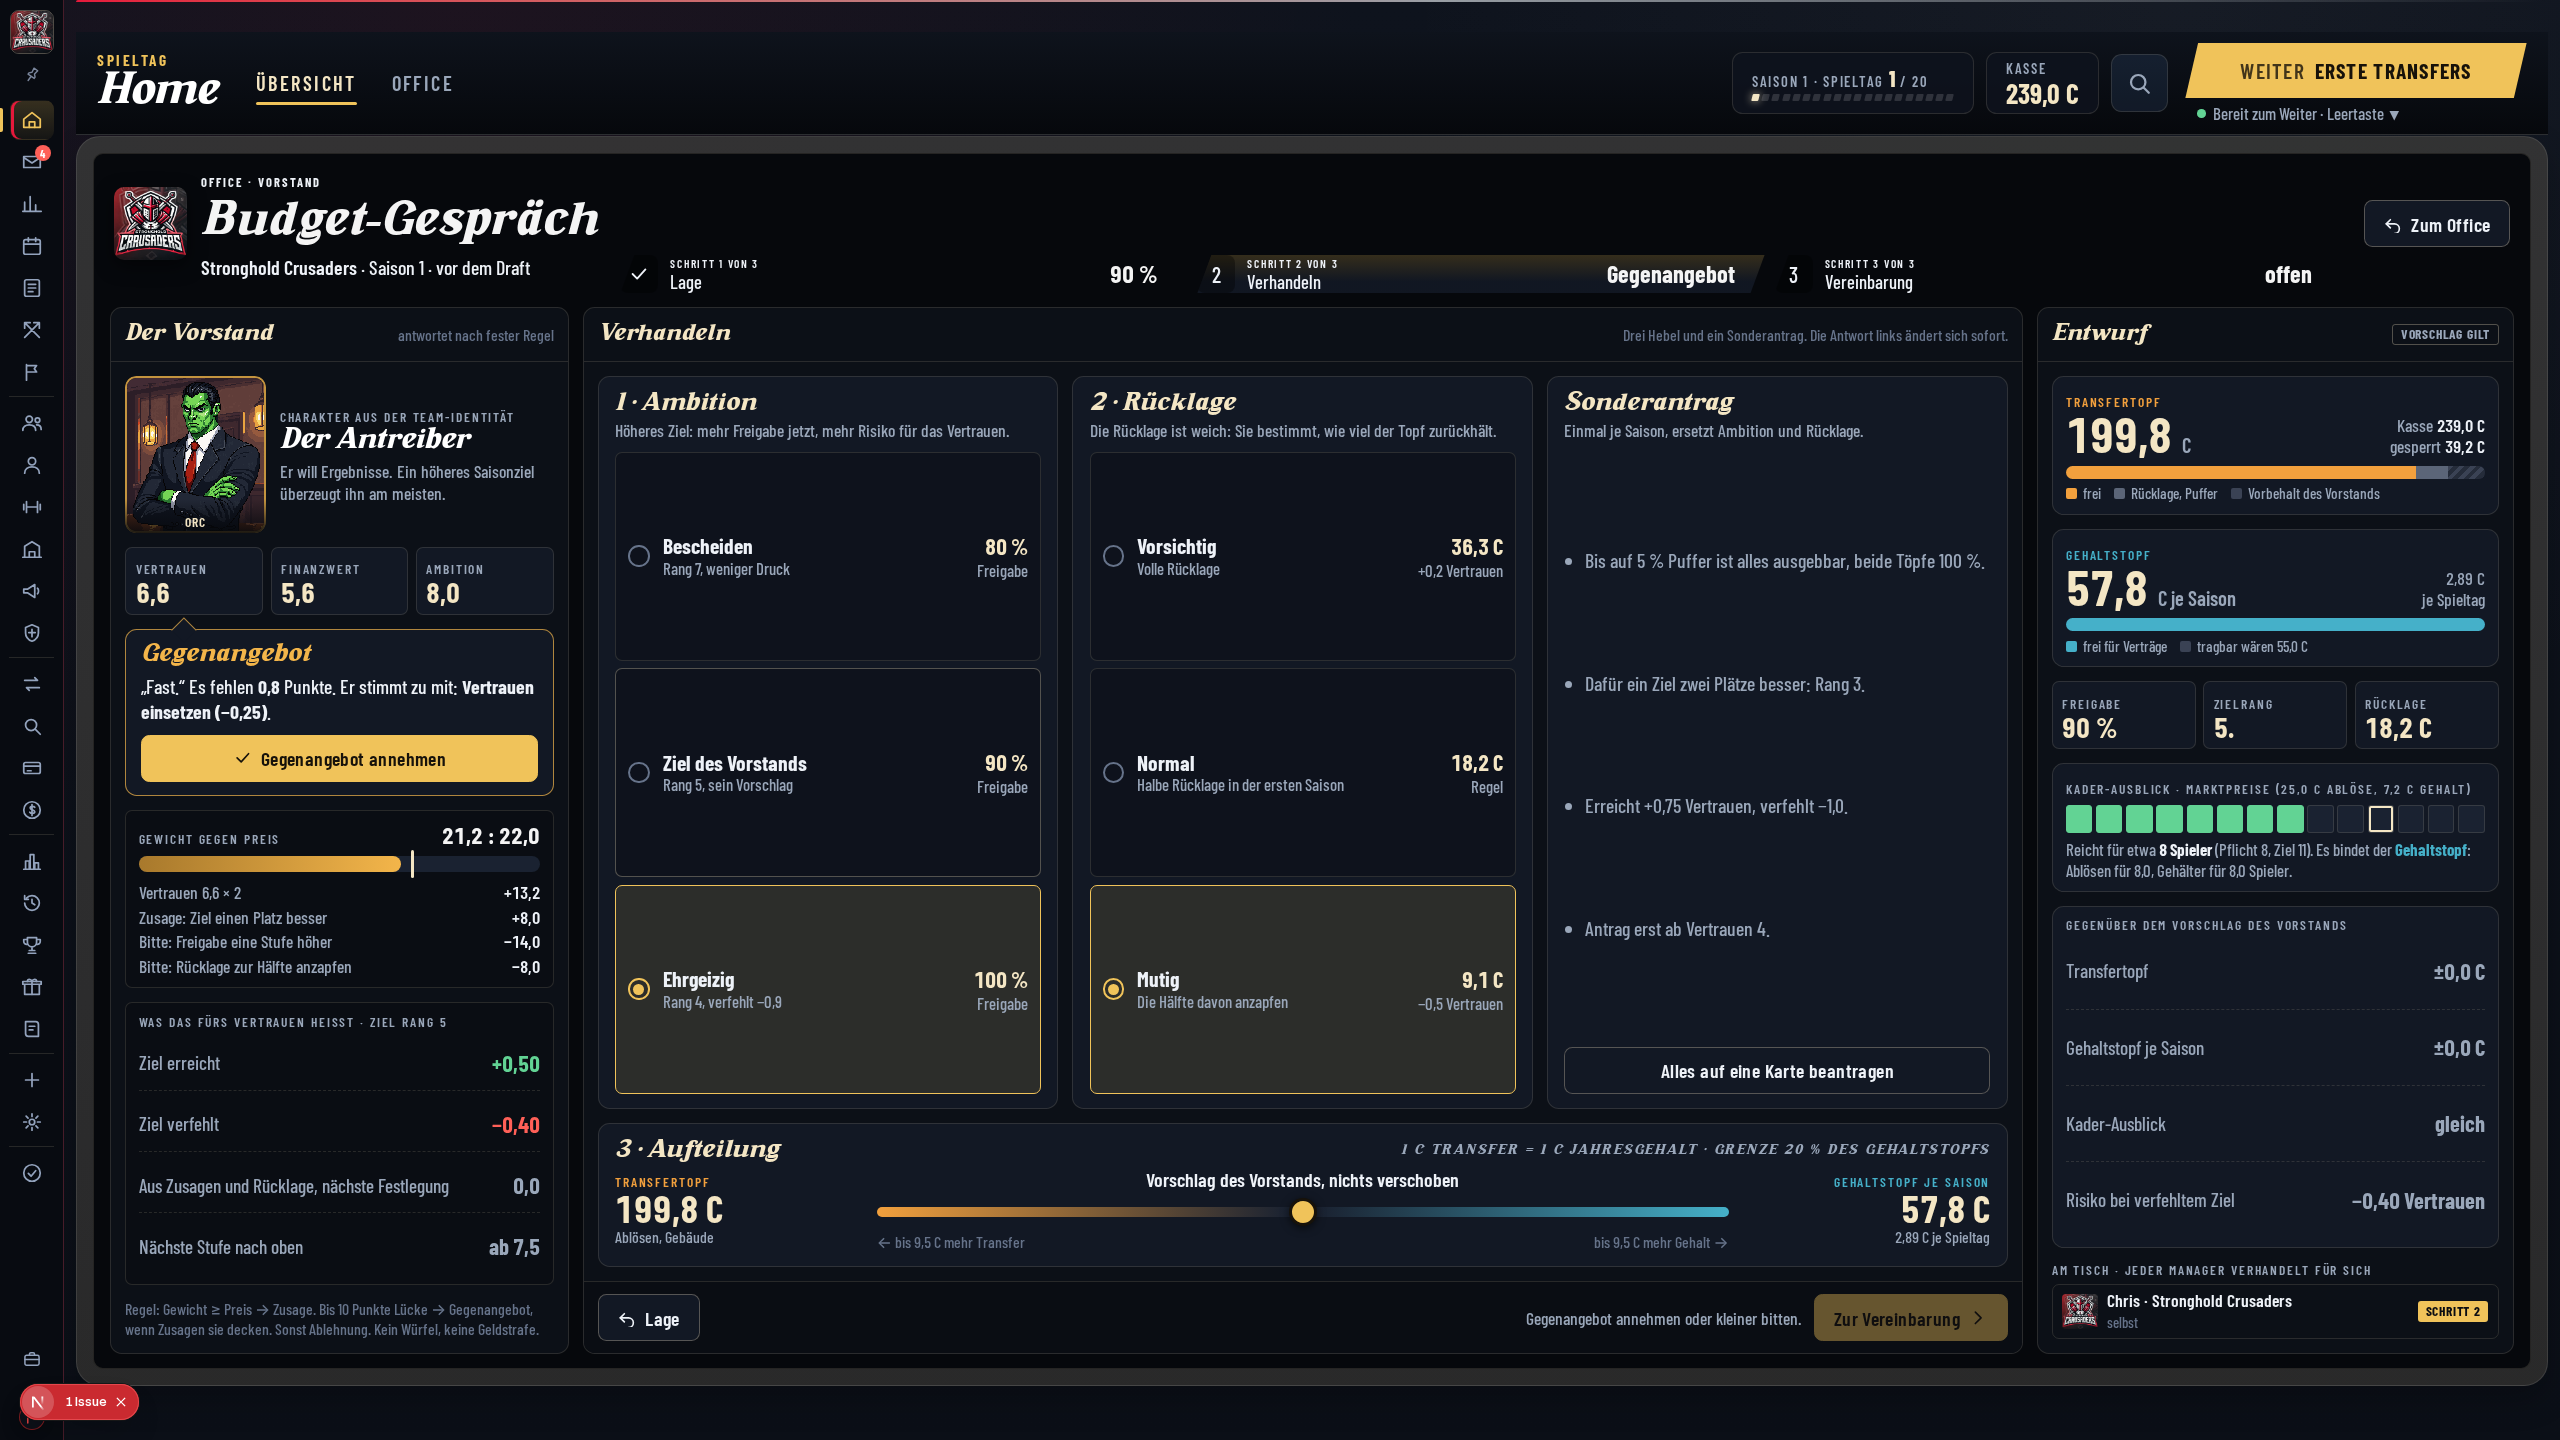 SPIELTAG
Home
ÜBERSICHT
OFFICE
SAISON 1 · SPIELTAG 1 / 20
KASSE
239,0 C
WEITER ERSTE TRANSFERS
Bereit zum Weiter · Leertaste ▼
4
CRUSADERS
OFFICE · VORSTAND
Budget-Gespräch
Stronghold Crusaders · Saison 1 · vor dem Draft
Zum Office
SCHRITT 1 VON 3
Lage
90 %
2
SCHRITT 2 VON 3
Verhandeln
Gegenangebot
3
SCHRITT 3 VON 3
Vereinbarung
offen
Der Vorstand
antwortet nach fester Regel
CHARAKTER AUS DER TEAM-IDENTITÄT
Der Antreiber
Er will Ergebnisse. Ein höheres Saisonziel
überzeugt ihn am meisten.
ORC
VERTRAUEN
6,6
FINANZWERT
5,6
AMBITION
8,0
Gegenangebot
„Fast.“ Es fehlen 0,8 Punkte. Er stimmt zu mit: Vertrauen
einsetzen (−0,25).
Gegenangebot annehmen
GEWICHT GEGEN PREIS
21,2 : 22,0
Vertrauen 6,6 × 2
+13,2
Zusage: Ziel einen Platz besser
+8,0
Bitte: Freigabe eine Stufe höher
−14,0
Bitte: Rücklage zur Hälfte anzapfen
−8,0
WAS DAS FÜRS VERTRAUEN HEISST · ZIEL RANG 5
Ziel erreicht
+0,50
Ziel verfehlt
−0,40
Aus Zusagen und Rücklage, nächste Festlegung
0,0
Nächste Stufe nach oben
ab 7,5
Regel: Gewicht ≥ Preis → Zusage. Bis 10 Punkte Lücke → Gegenangebot,
wenn Zusagen sie decken. Sonst Ablehnung. Kein Würfel, keine Geldstrafe.
Verhandeln
Drei Hebel und ein Sonderantrag. Die Antwort links ändert sich sofort.
1 · Ambition
Höheres Ziel: mehr Freigabe jetzt, mehr Risiko für das Vertrauen.
Bescheiden
Rang 7, weniger Druck
80 %
Freigabe
Ziel des Vorstands
Rang 5, sein Vorschlag
90 %
Freigabe
Ehrgeizig
Rang 4, verfehlt −0,9
100 %
Freigabe
2 · Rücklage
Die Rücklage ist weich: Sie bestimmt, wie viel der Topf zurückhält.
Vorsichtig
Volle Rücklage
36,3 C
+0,2 Vertrauen
Normal
Halbe Rücklage in der ersten Saison
18,2 C
Regel
Mutig
Die Hälfte davon anzapfen
9,1 C
−0,5 Vertrauen
Sonderantrag
Einmal je Saison, ersetzt Ambition und Rücklage.
• Bis auf 5 % Puffer ist alles ausgebbar, beide Töpfe 100 %.
• Dafür ein Ziel zwei Plätze besser: Rang 3.
• Erreicht +0,75 Vertrauen, verfehlt −1,0.
• Antrag erst ab Vertrauen 4.
Alles auf eine Karte beantragen
3 · Aufteilung
1 C TRANSFER = 1 C JAHRESGEHALT · GRENZE 20 % DES GEHALTSTOPFS
TRANSFERTOPF
199,8 C
Ablösen, Gebäude
Vorschlag des Vorstands, nichts verschoben
← bis 9,5 C mehr Transfer
bis 9,5 C mehr Gehalt →
GEHALTSTOPF JE SAISON
57,8 C
2,89 C je Spieltag
Lage
Gegenangebot annehmen oder kleiner bitten.
Zur Vereinbarung
Entwurf
VORSCHLAG GILT
TRANSFERTOPF
199,8 C
Kasse 239,0 C
gesperrt 39,2 C
frei
Rücklage, Puffer
Vorbehalt des Vorstands
GEHALTSTOPF
57,8 C je Saison
2,89 C
je Spieltag
frei für Verträge
tragbar wären 55,0 C
FREIGABE
90 %
ZIELRANG
5.
RÜCKLAGE
18,2 C
KADER-AUSBLICK · MARKTPREISE (25,0 C ABLÖSE, 7,2 C GEHALT)
Reicht für etwa 8 Spieler (Pflicht 8, Ziel 11). Es bindet der Gehaltstopf:
Ablösen für 8,0, Gehälter für 8,0 Spieler.
GEGENÜBER DEM VORSCHLAG DES VORSTANDS
Transfertopf
±0,0 C
Gehaltstopf je Saison
±0,0 C
Kader-Ausblick
gleich
Risiko bei verfehltem Ziel
−0,40 Vertrauen
AM TISCH · JEDER MANAGER VERHANDELT FÜR SICH
Chris · Stronghold Crusaders
selbst
SCHRITT 2
1 Issue